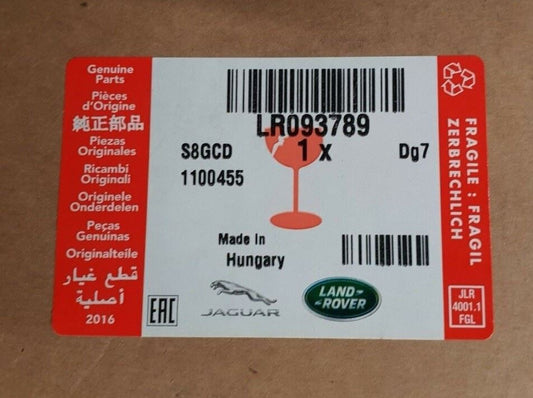 Genuine
Parts
Pièces
d'Origine
純正部品
Piezas
Originales
Ricambi
Originali
Originele
Onderdelen
Peças
Genuinas
Originalteile
قطع غيار
أصلية
2016
LR093789
S8GCD
1 x
Dg7
1100455
Made In
Hungary
EAC
JAGUAR
LAND-
-ROVER
FRAGILE : FRAGIL
ZERBRECHLICH
JLR
4001.1
FGL